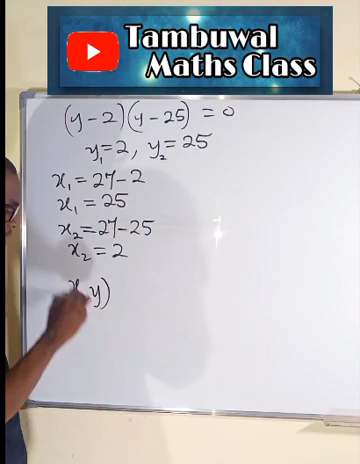 Tambuwal
Maths Class
(y-2)(y-25) = 0
y₁=2, y₂=25
x₁=27-2
x₁=25
x₂=27-25
x₂=2
x y)